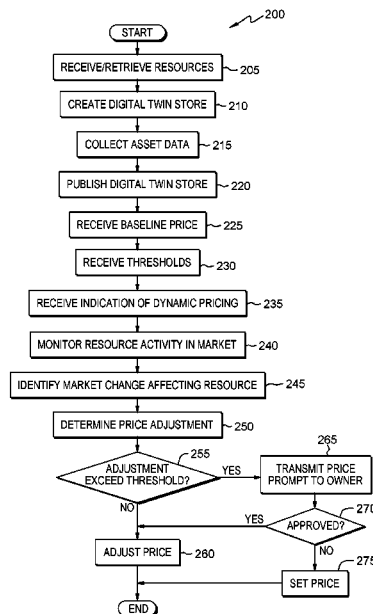 200
START
RECEIVE/RETRIEVE RESOURCES
205
CREATE DIGITAL TWIN STORE
210
COLLECT ASSET DATA
215
PUBLISH DIGITAL TWIN STORE
220
RECEIVE BASELINE PRICE
225
RECEIVE THRESHOLDS
230
RECEIVE INDICATION OF DYNAMIC PRICING
235
MONITOR RESOURCE ACTIVITY IN MARKET
240
IDENTIFY MARKET CHANGE AFFECTING RESOURCE
245
DETERMINE PRICE ADJUSTMENT
250
255
ADJUSTMENT
EXCEED THRESHOLD?
YES
NO
265
TRANSMIT PRICE
PROMPT TO OWNER
270
APPROVED?
YES
NO
ADJUST PRICE
260
275
SET PRICE
END